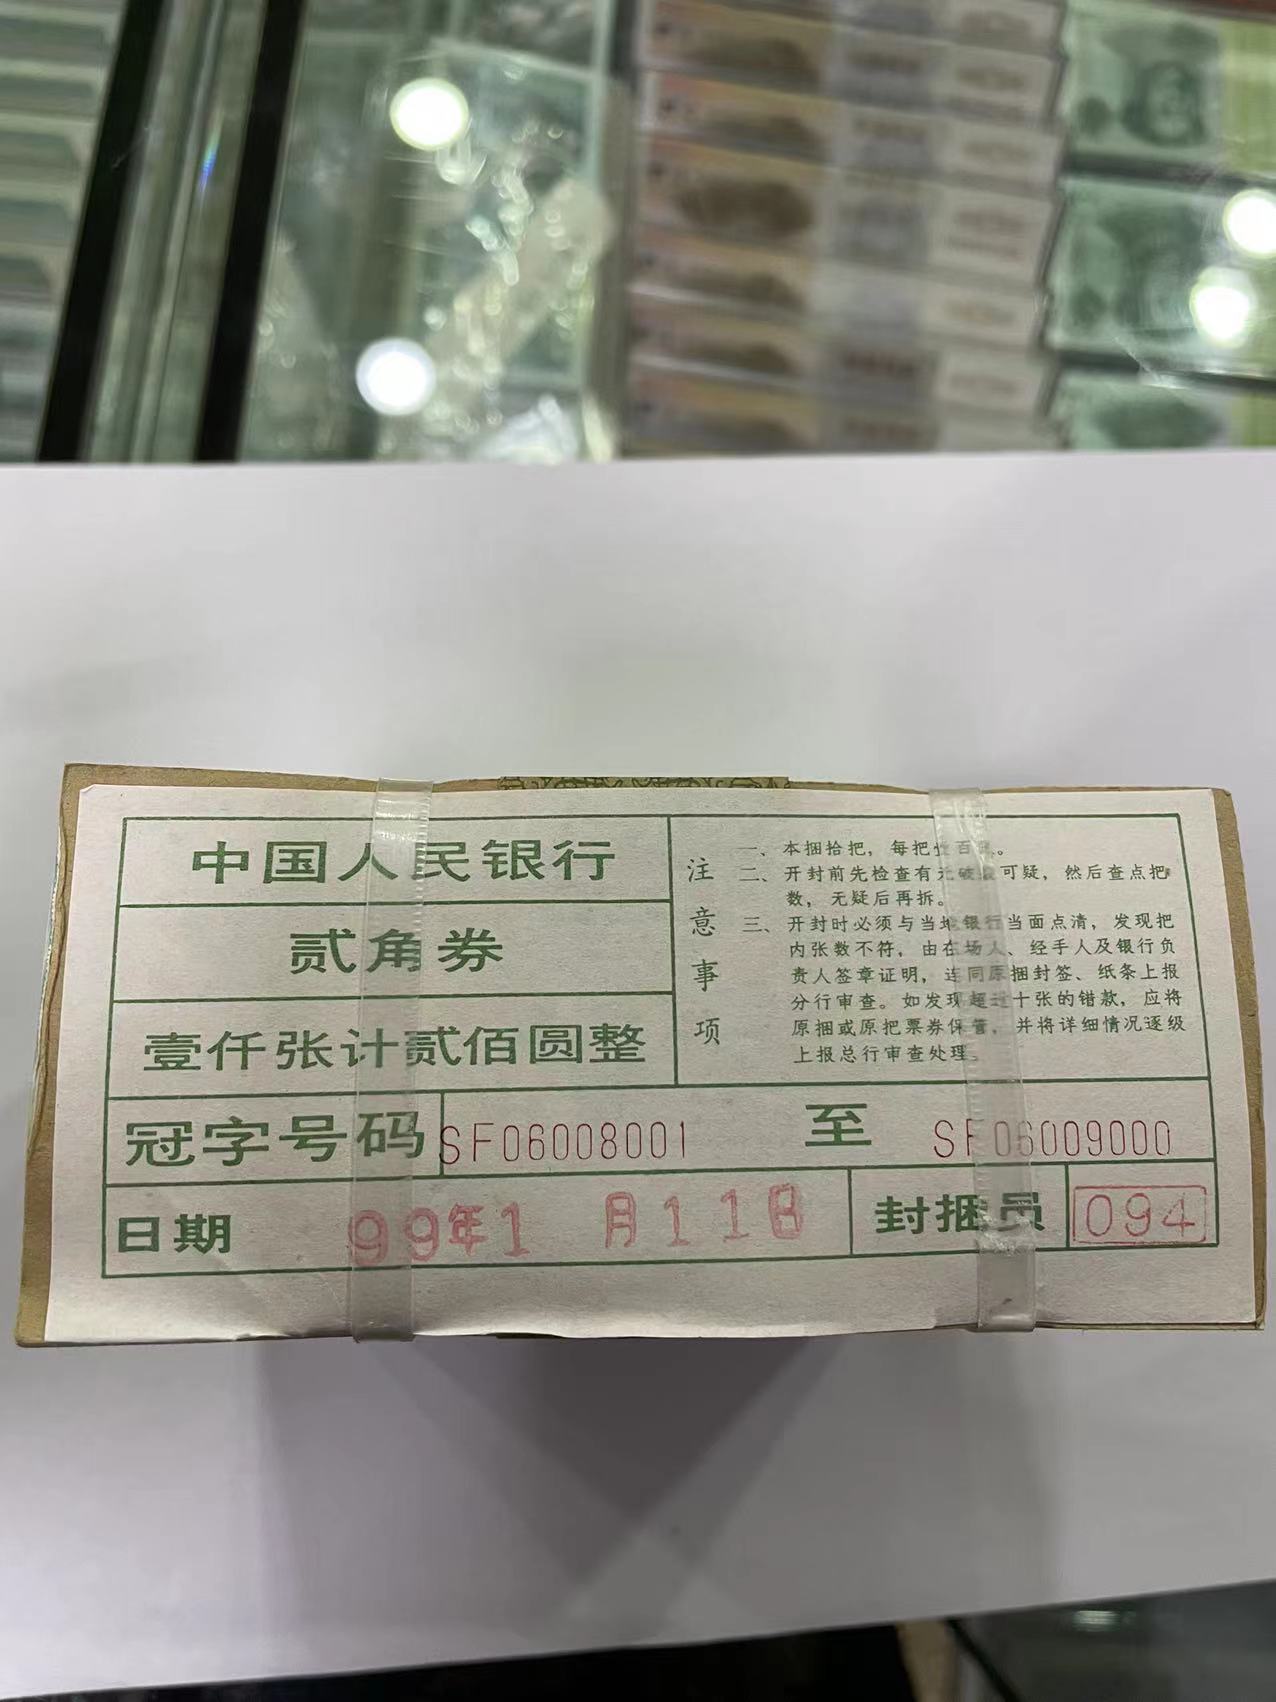 中国人民银行
贰角券
壹仟张计贰佰圆整
注意事项
一、本捆拾把，每把壹百张。
二、开封前先检查有无破损可疑，然后查点把
数，无疑后再拆。
三、开封时必须与当地银行当面点清，发现把
内张数不符，由在场人、经手人及银行负
责人签章证明，连同原捆封签、纸条上报
分行审查。如发现超过十张的错款，应将
原捆或原把票券保管，并将详细情况逐级
上报总行审查处理。
冠字号码 SF06008001 至 SF06009000
日期 99年1 月11日 封捆员 094